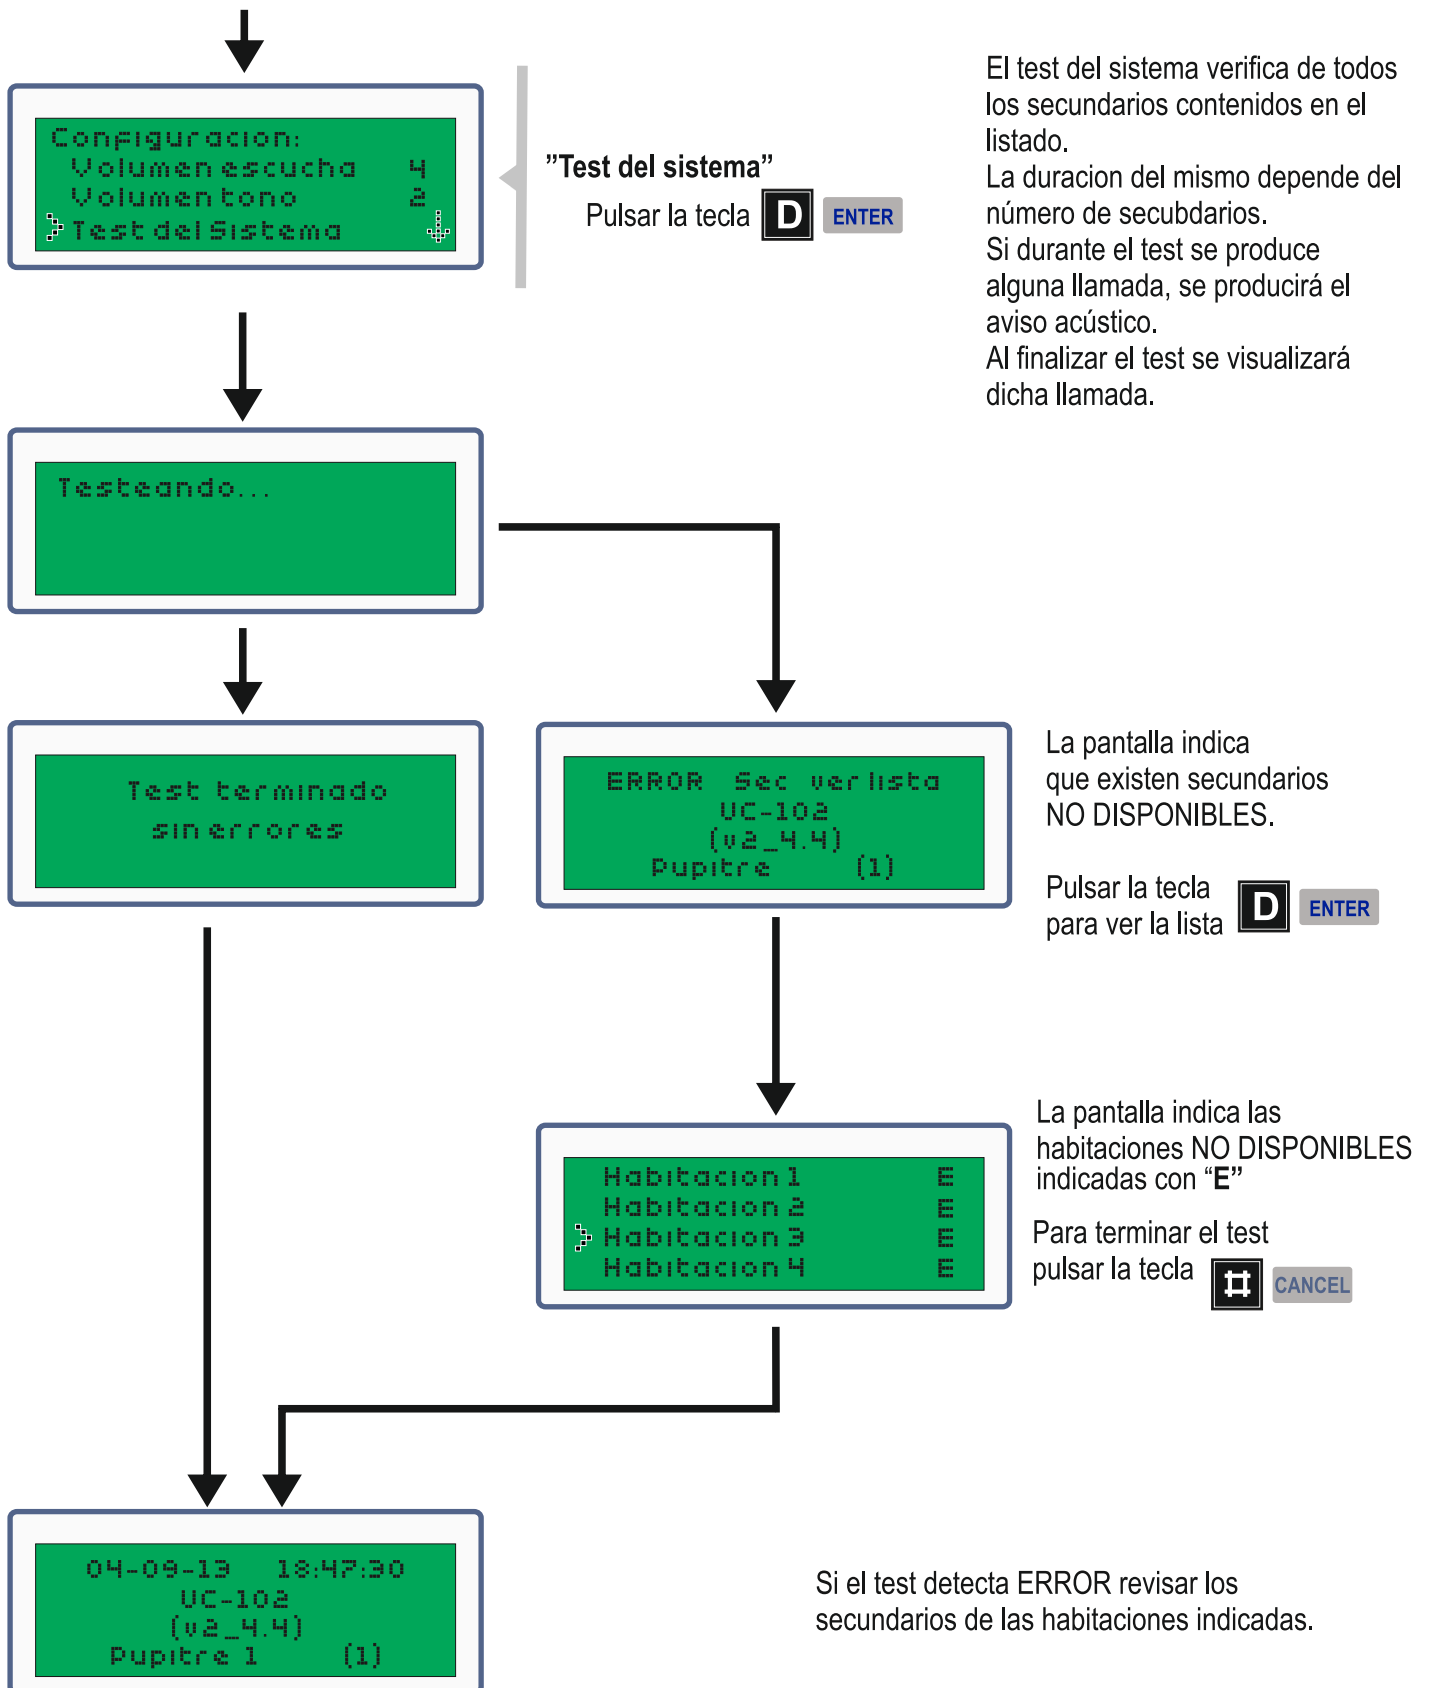 Configuracion:
Volumen escucha 4
Volumen tono 2
Test del Sistema
”Test del sistema”
Pulsar la tecla D ENTER
El test del sistema verifica de todos
los secundarios contenidos en el
listado.
La duracion del mismo depende del
número de secubdarios.
Si durante el test se produce
alguna llamada, se producirá el
aviso acústico.
Al finalizar el test se visualizará
dicha llamada.
Testeando...
Test terminado
sin errores
ERROR Sec ver lista
UC-102
(v2_4.4)
Pupitre (1)
La pantalla indica
que existen secundarios
NO DISPONIBLES.
Pulsar la tecla
para ver la lista D ENTER
Habitacion 1 E
Habitacion 2 E
Habitacion 3 E
Habitacion 4 E
La pantalla indica las
habitaciones NO DISPONIBLES
indicadas con “E”
Para terminar el test
pulsar la tecla # CANCEL
04-09-13 18:47:30
UC-102
(v2_4.4)
Pupitre 1 (1)
Si el test detecta ERROR revisar los
secundarios de las habitaciones indicadas.